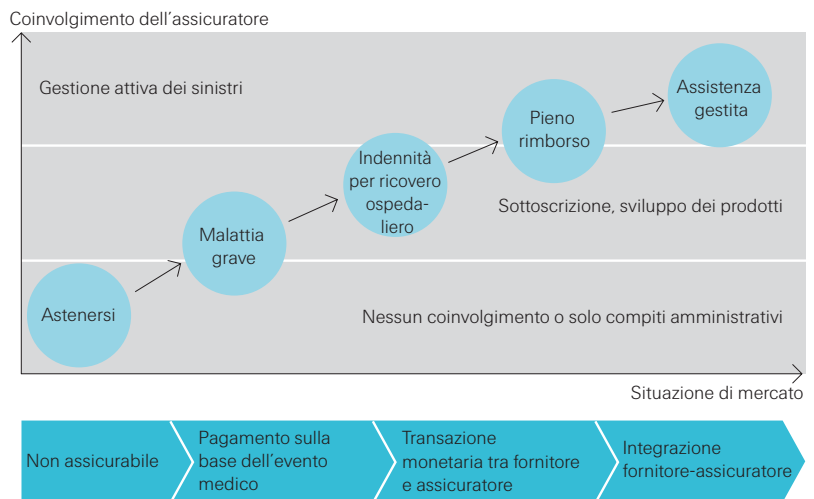 Coinvolgimento dell'assicuratore
Gestione attiva dei sinistri
Assistenza
gestita
Pieno
rimborso
Indennità
per ricovero
ospeda-
liero
Sottoscrizione, sviluppo dei prodotti
Malattia
grave
Astenersi
Nessun coinvolgimento o solo compiti amministrativi
Situazione di mercato
Non assicurabile
Pagamento sulla
base dell'evento
medico
Transazione
monetaria tra fornitore
e assicuratore
Integrazione
fornitore-assicuratore